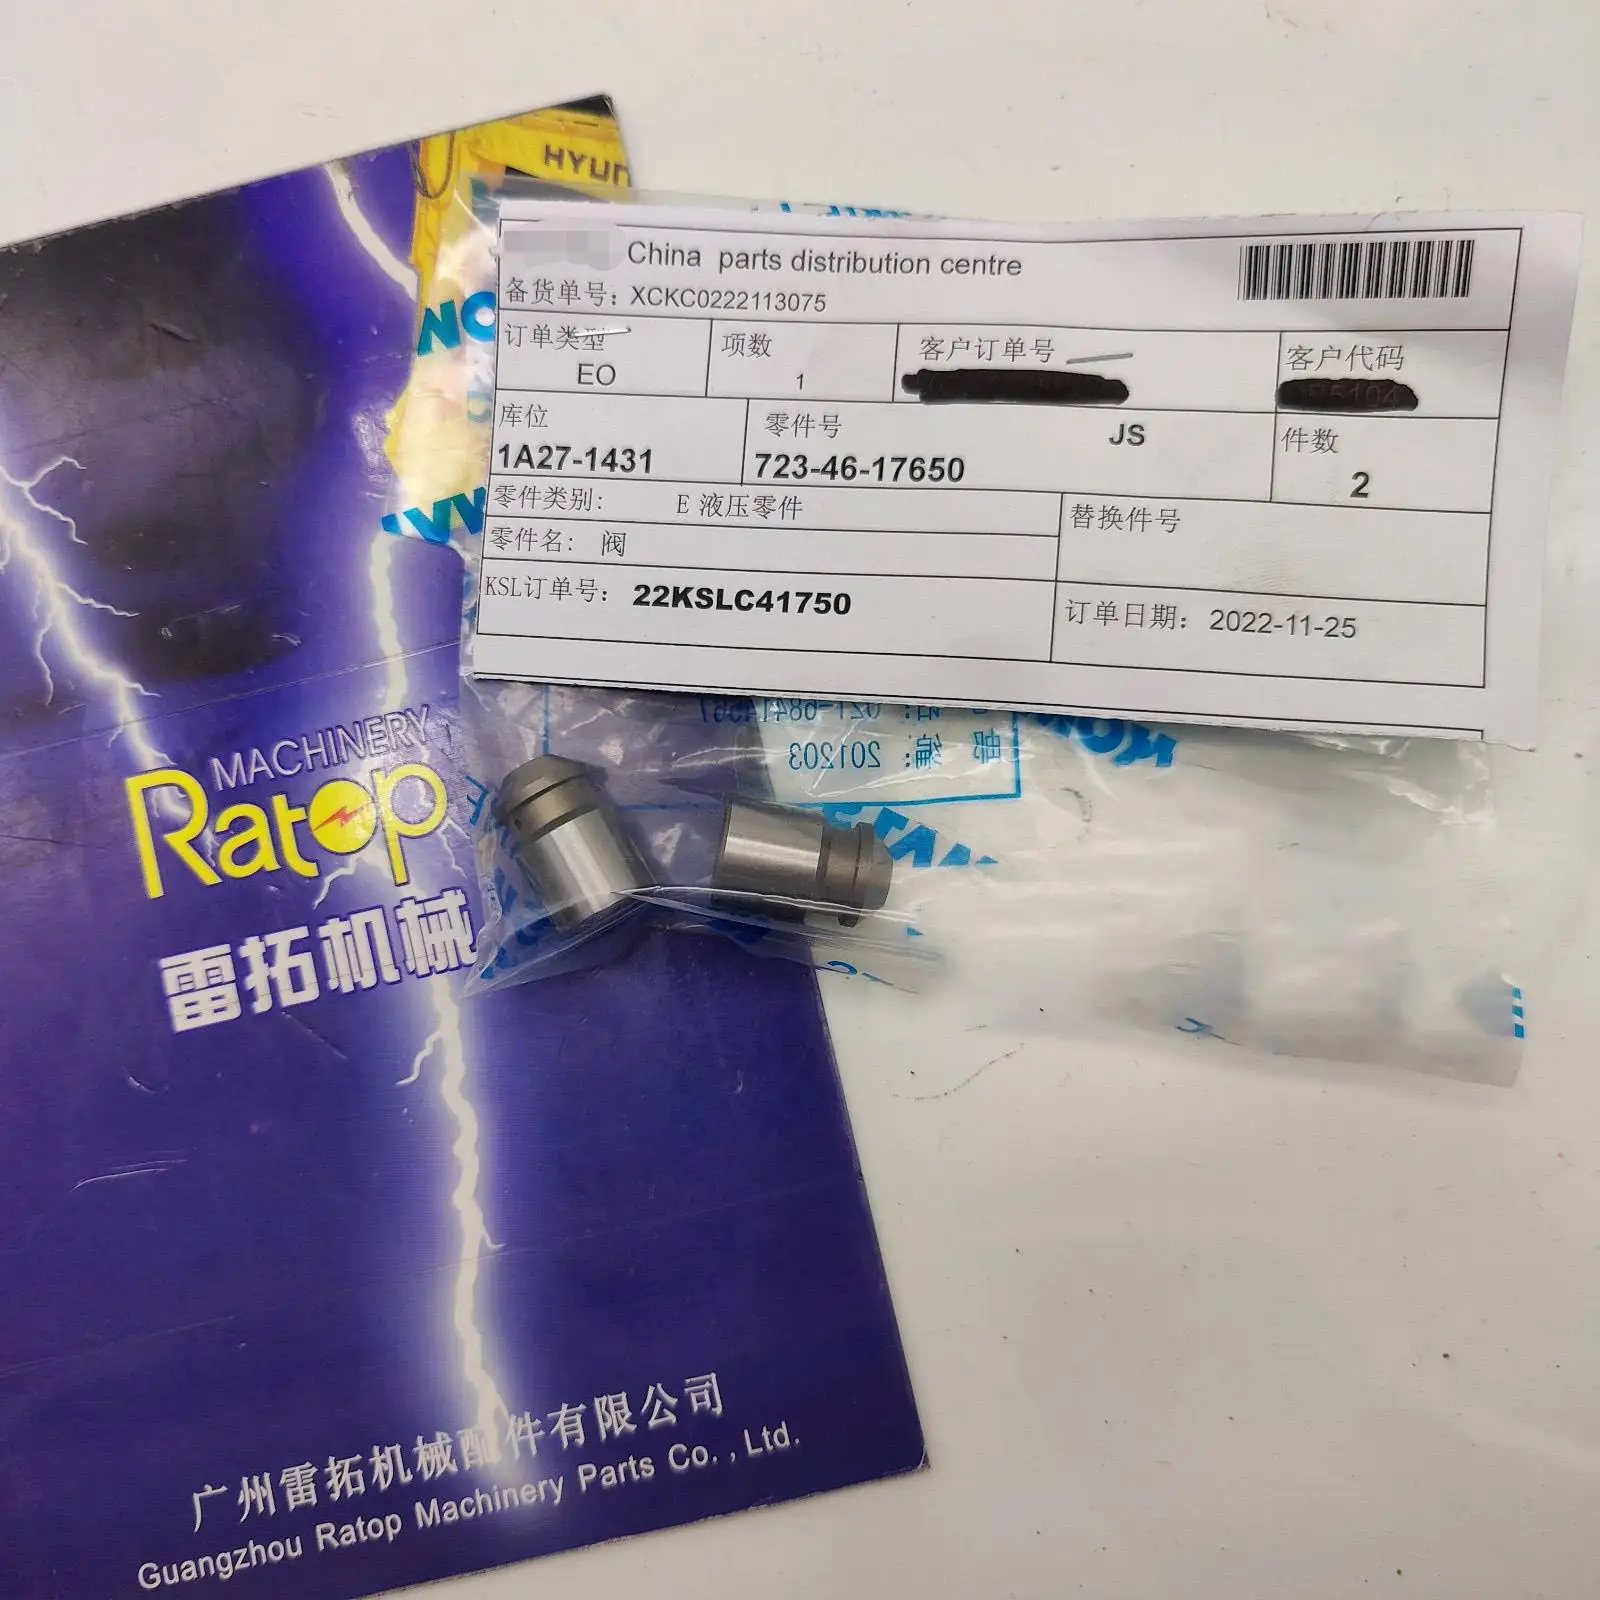 HYUN
China parts distribution centre
备货单号：XCKC0222113075
订单类型 项数 客户订单号 客户代码
EO 1
库位 零件号 JS 件数
1A27-1431 723-46-17650 2
零件类别: E 液压零件 替换件号
零件名: 阀
KSL订单号: 22KSLC41750 订单日期: 2022-11-25
201203
MACHINERY
Ratop
雷拓机械
广州雷拓机械配件有限公司
Guangzhou Ratop Machinery Parts Co.,Ltd.